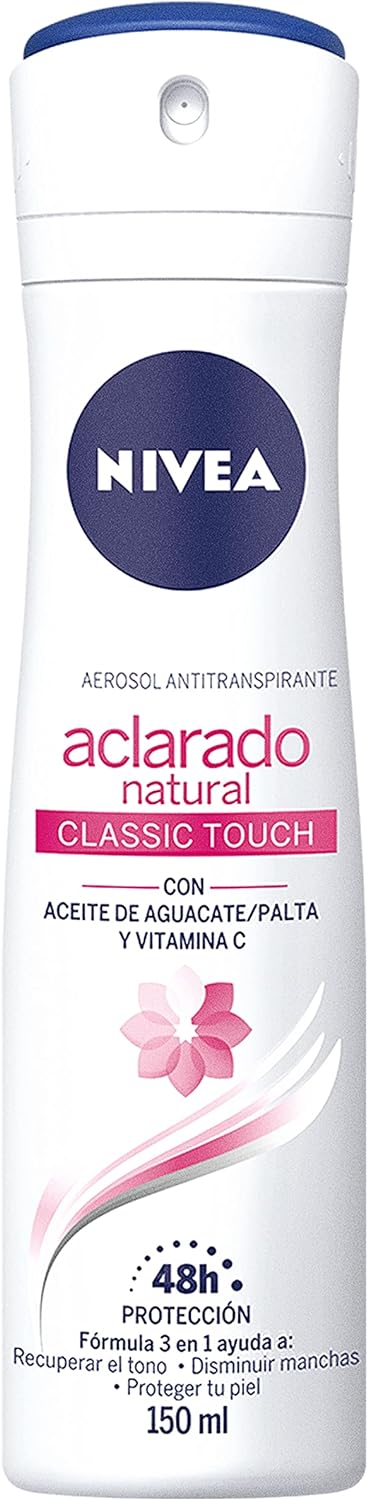 NIVEA
AEROSOL ANTITRANSPIRANTE
aclarado
natural
CLASSIC TOUCH
CON
ACEITE DE AGUACATE/PALTA
Y VITAMINA C
48h
PROTECCIÓN
Fórmula 3 en 1 ayuda a:
Recuperar el tono • Disminuir manchas
• Proteger tu piel
150 ml